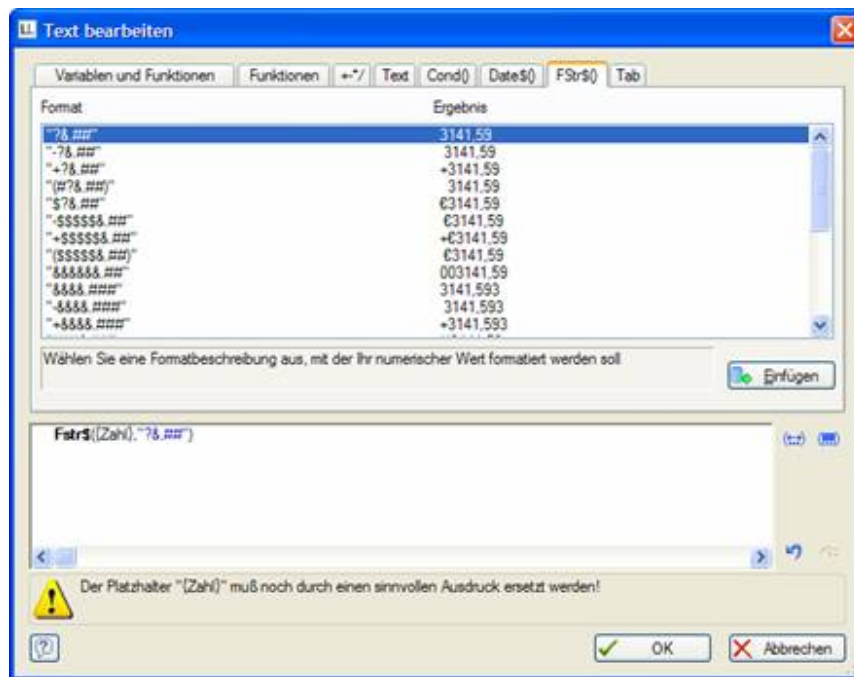 Text bearbeiten
Variablen und Funktionen Funktionen +-*/ Text Cond() Date$() FStr$() Tab
Format Ergebnis
"?&.##" 3141,59
"-?&.##" 3141,59
"+?&.##" +3141,59
"(#?&.##)" 3141,59
"$?&.##" €3141,59
"-$$$$$&.##" €3141,59
"+$$$$$&.##" +€3141,59
"($$$$$&.##)" €3141,59
"&&&&&&.##" 003141,59
"&&&&.###" 3141,593
"-&&&&.###" 3141,593
"+&&&&.###" +3141,593
Wählen Sie eine Formatbeschreibung aus, mit der Ihr numerischer Wert formatiert werden soll
Einfügen
Fstr$({Zahl},"?&.##")
Der Platzhalter "{Zahl}" muß noch durch einen sinnvollen Ausdruck ersetzt werden!
OK Abbrechen